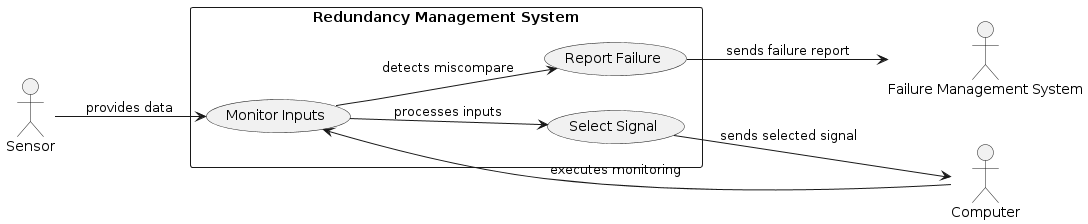 Redundancy Management System
Report Failure
sends failure report
detects miscompare
Failure Management System
provides data
Monitor Inputs
processes inputs
Select Signal
sends selected signal
Sensor
executes monitoring
Computer